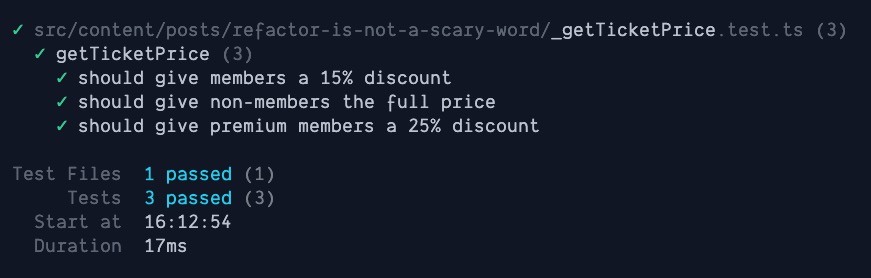 ✓ src/content/posts/refactor-is-not-a-scary-word/_getTicketPrice.test.ts (3)
✓ getTicketPrice (3)
✓ should give members a 15% discount
✓ should give non-members the full price
✓ should give premium members a 25% discount
Test Files 1 passed (1)
Tests 3 passed (3)
Start at 16:12:54
Duration 17ms